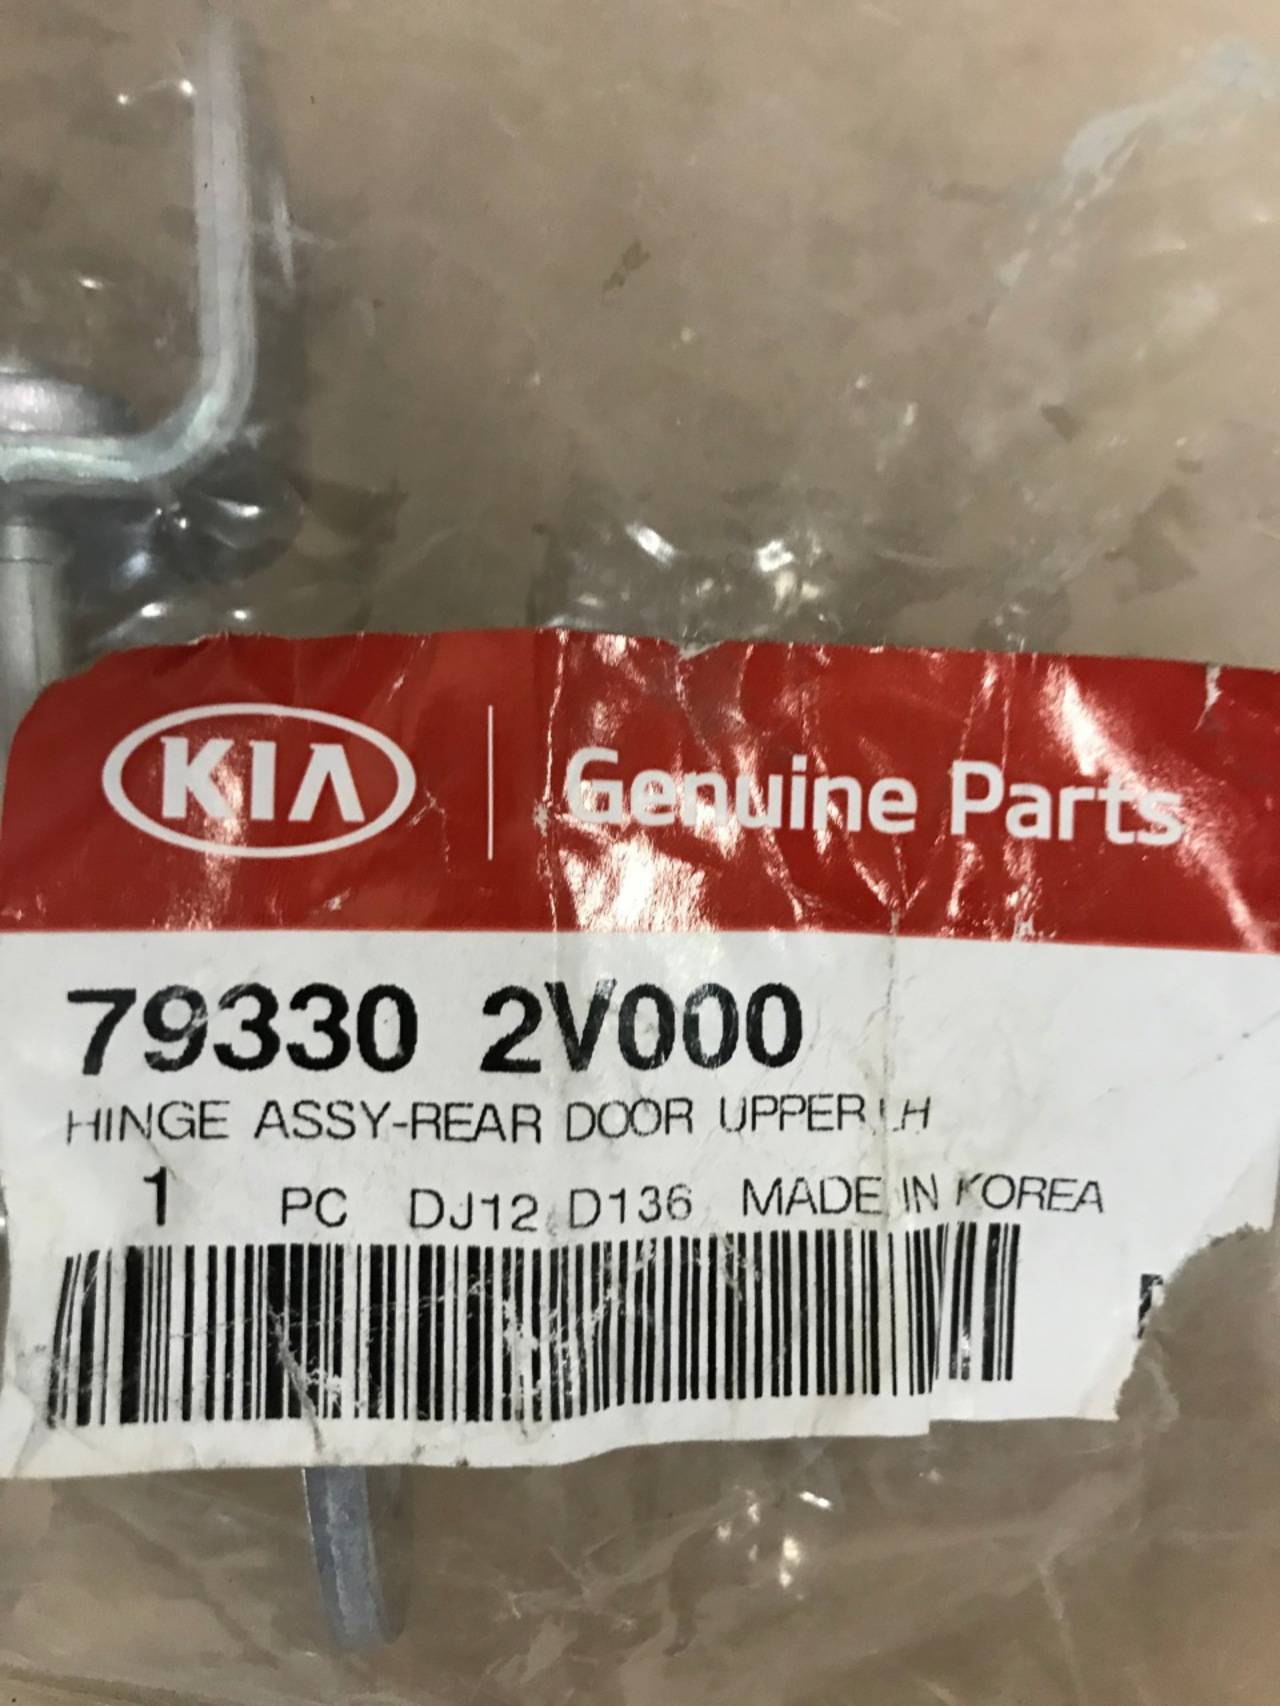 KIA Genuine Parts
79330 2V000
HINGE ASSY-REAR DOOR UPPER LH
1 PC DJ12 D136 MADE IN KOREA